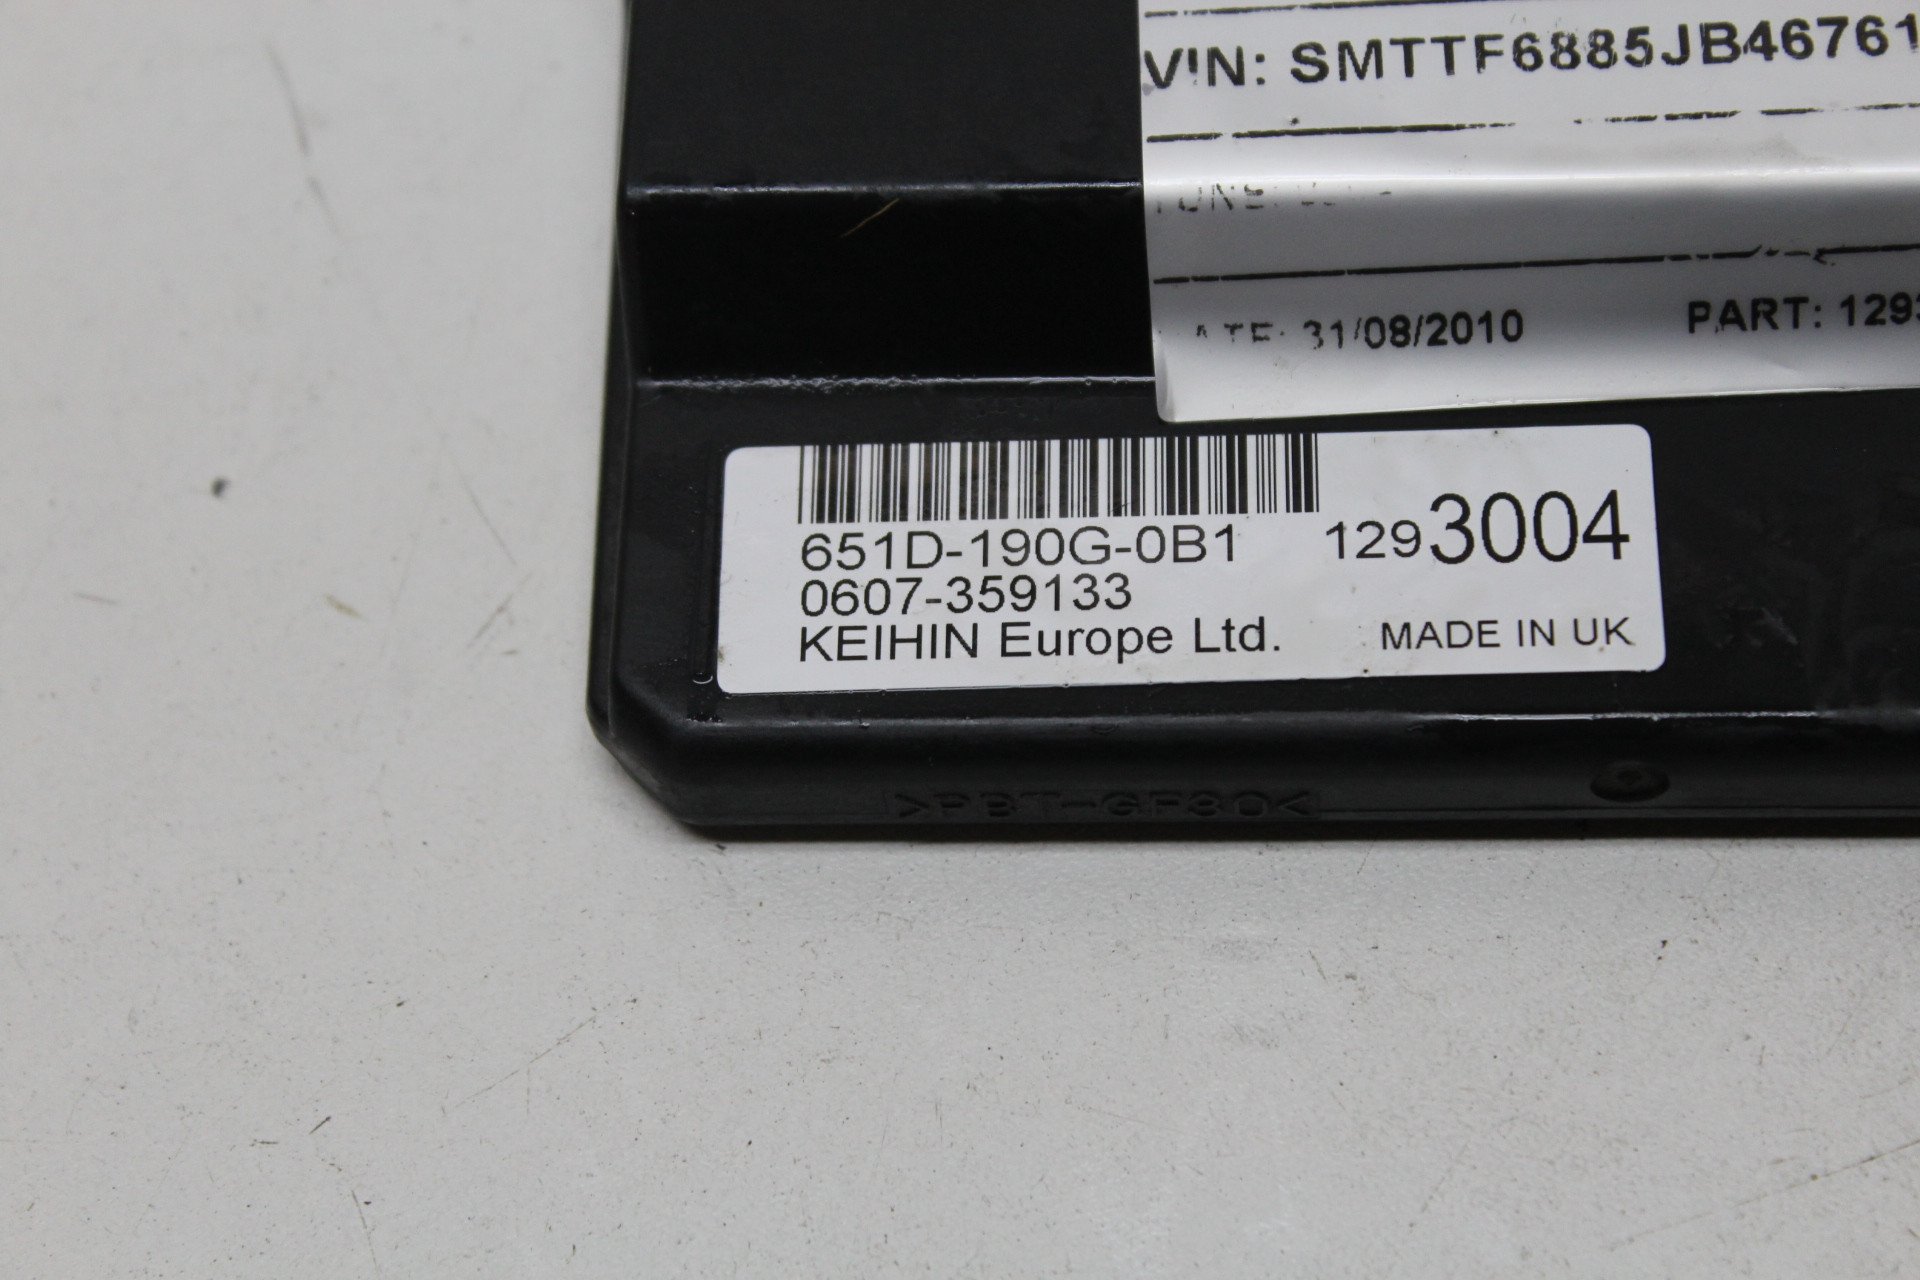 VIN: SMTTF6885JB46761
31/08/2010 PART: 1293
651D-190G-0B1 1293004
0607-359133
KEIHIN Europe Ltd. MADE IN UK
>PBT-GF30<